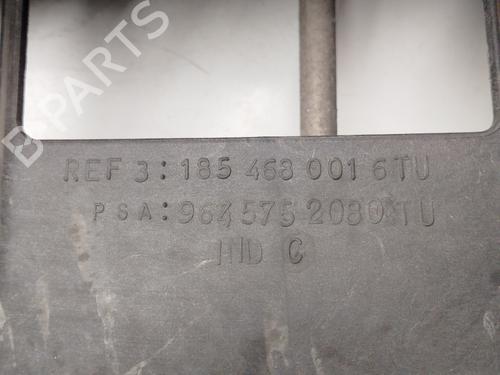 B-PARTS
REF 3:185 468 001 6TU
PSA:964 575 2080 TU
IND C